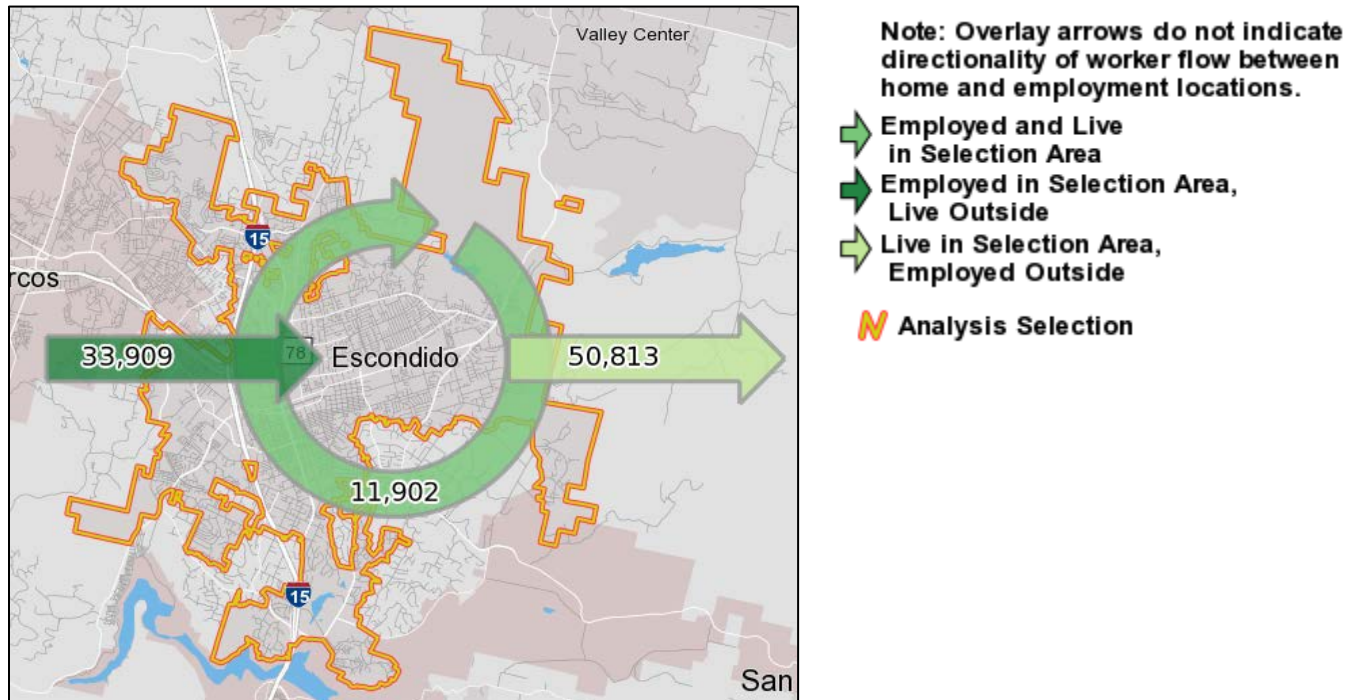 Valley Center
15
rcos
33,909
78
Escondido
50,813
11,902
15
San
Note: Overlay arrows do not indicate
directionality of worker flow between
home and employment locations.
Employed and Live
in Selection Area
Employed in Selection Area,
Live Outside
Live in Selection Area,
Employed Outside
Analysis Selection